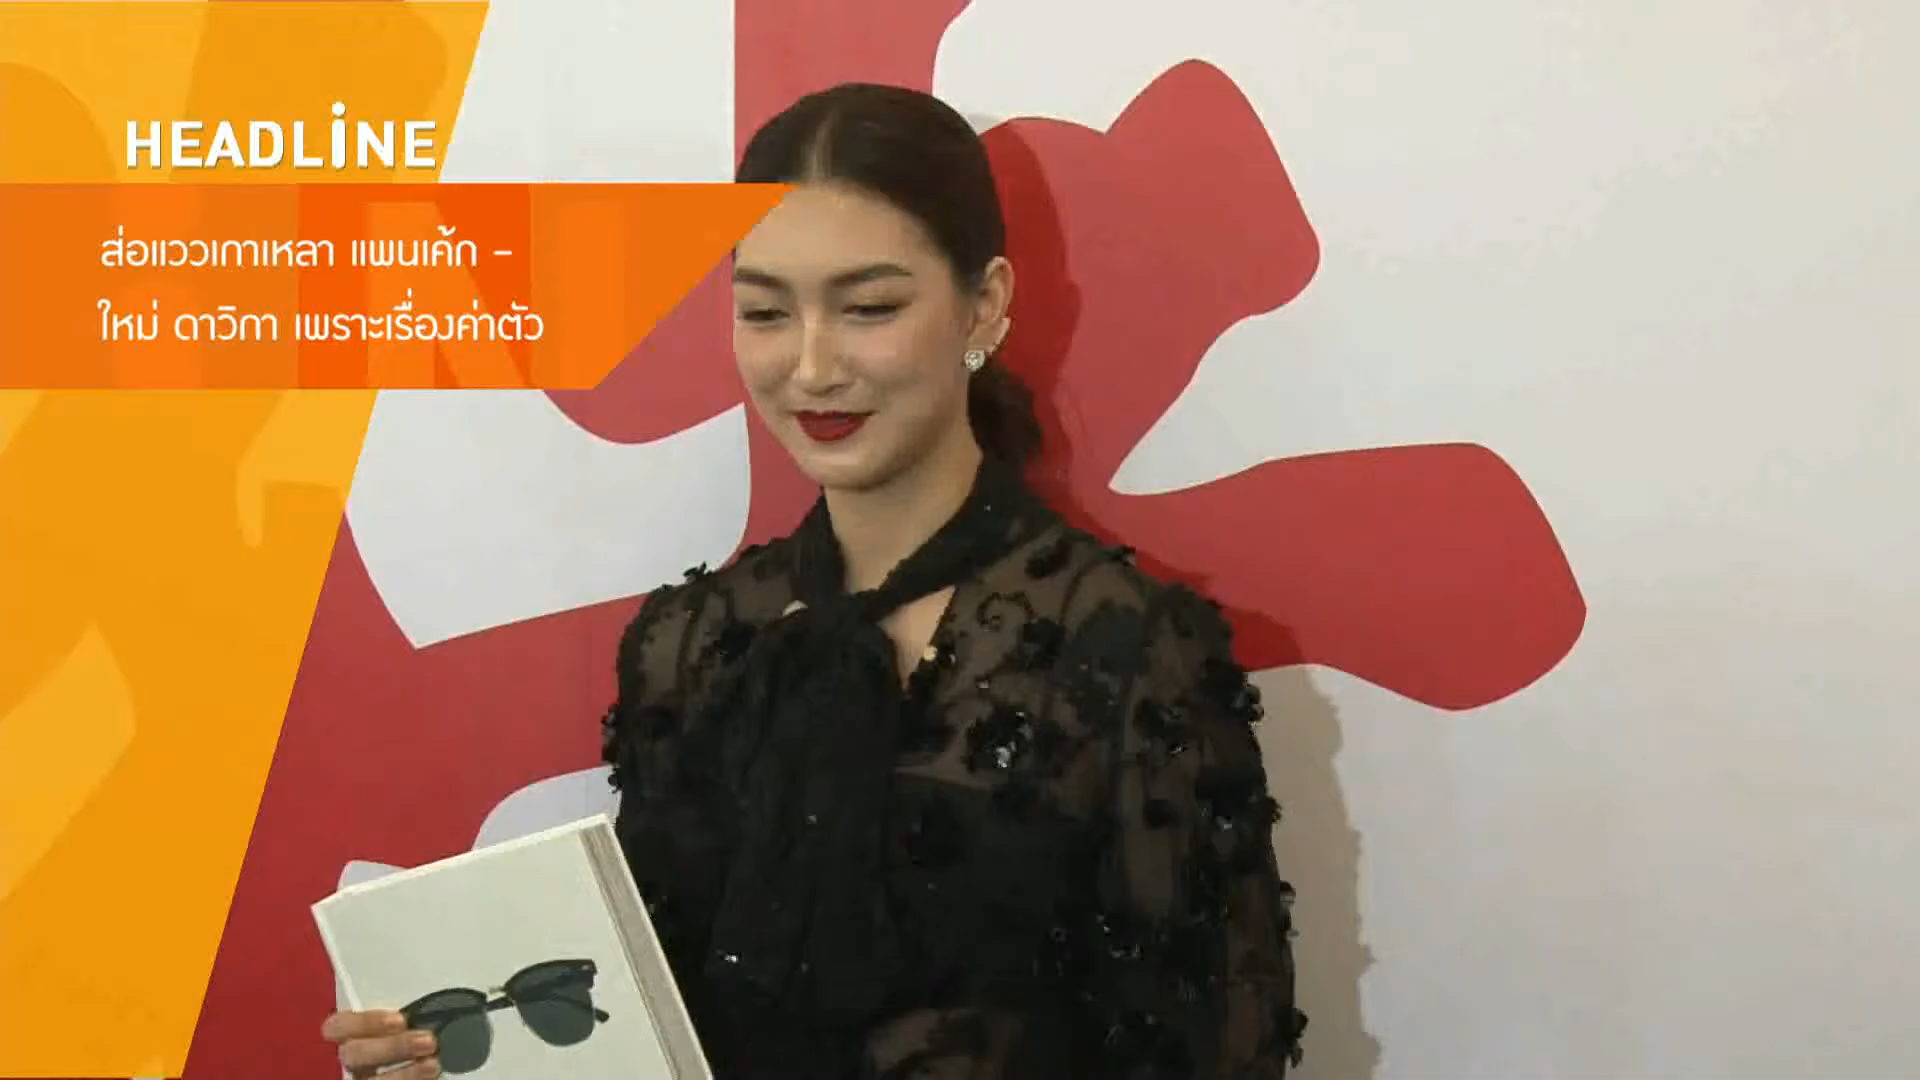 HEADLINE
ส่อแววเกาเหลา แพนเค้ก -
ใหม่ ดาวิกา เพราะเรื่องค่าตัว